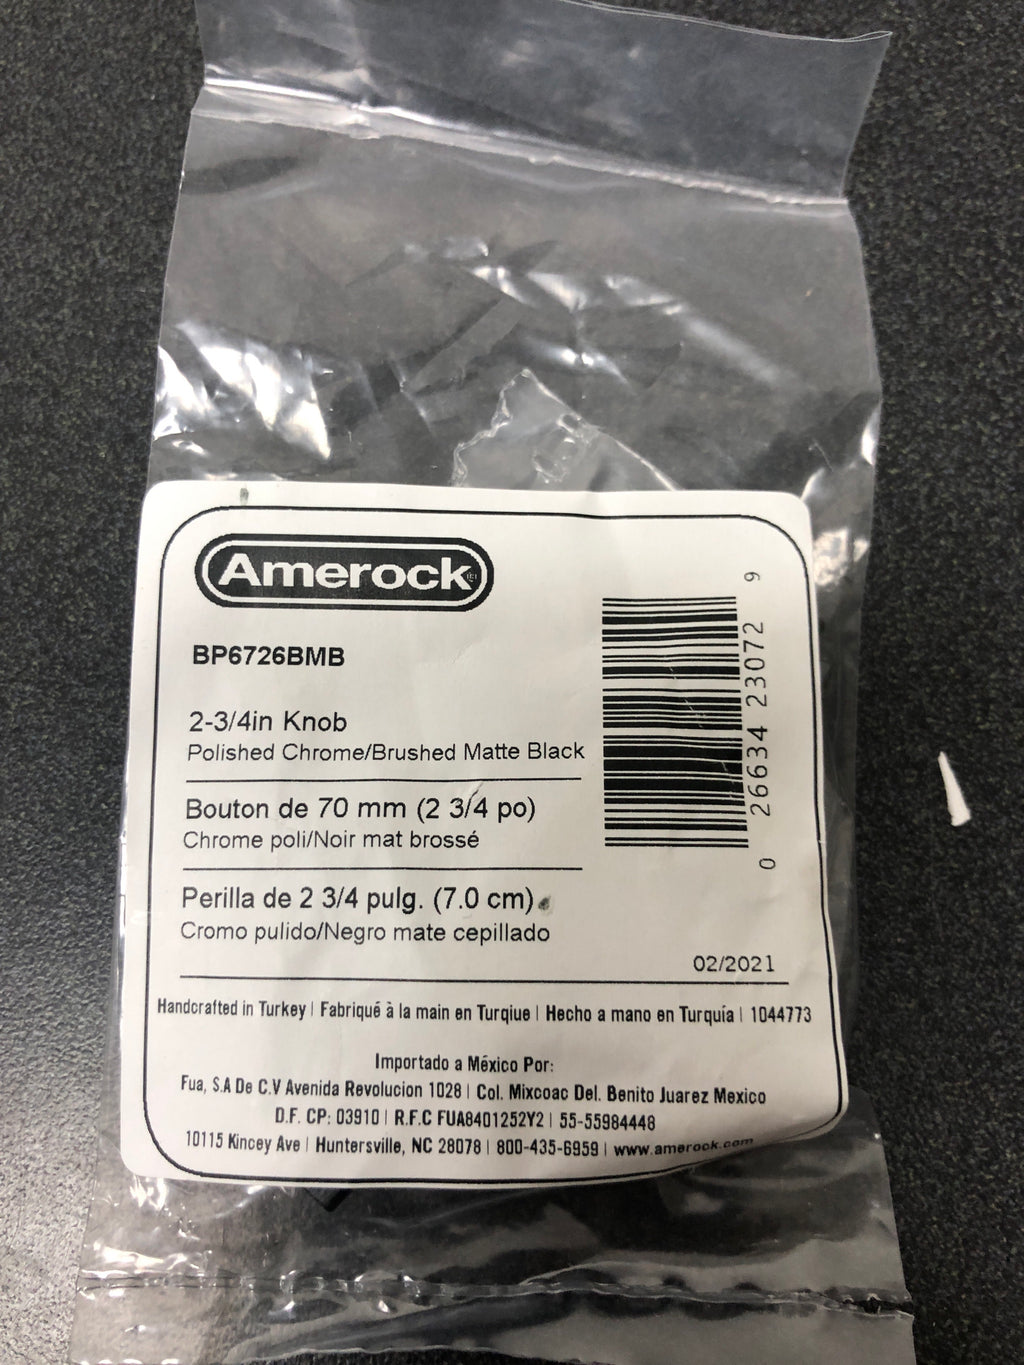 Amerock
BP6726BMB
2-3/4in Knob
Polished Chrome/Brushed Matte Black
Bouton de 70 mm (2 3/4 po)
Chrome poli/Noir mat brossé
Perilla de 2 3/4 pulg. (7.0 cm)
Cromo pulido/Negro mate cepillado
0 26634 23072 9
02/2021
Handcrafted in Turkey | Fabriqué à la main en Turqiue | Hecho a mano en Turquía | 1044773
Importado a México Por:
Fua, S.A De C.V Avenida Revolucion 1028 | Col. Mixcoac Del. Benito Juarez Mexico
D.F. CP: 03910 | R.F.C FUA8401252Y2 | 55-55984448
10115 Kincey Ave | Huntersville, NC 28078 | 800-435-6959 | www.amerock.com